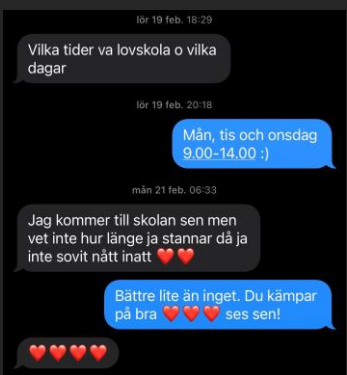 lör 19 feb. 18:29
Vilka tider va lovskola o vilka
dagar
lör 19 feb. 20:18
Mån, tis och onsdag
9.00-14.00 :)
mån 21 feb. 06:33
Jag kommer till skolan sen men
vet inte hur länge ja stannar då ja
inte sovit nått inatt ❤️❤️
Bättre lite än inget. Du kämpar
på bra ❤️❤️❤️ ses sen!
❤️❤️❤️❤️